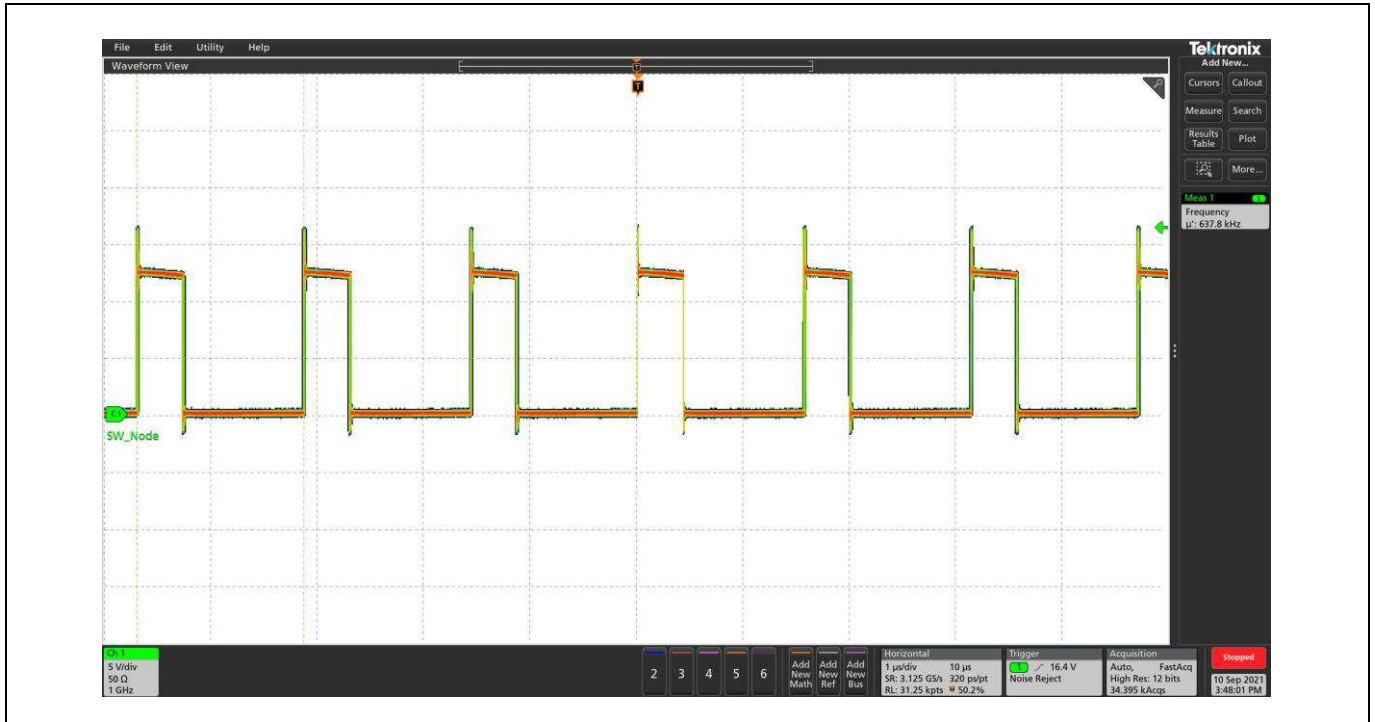 File Edit Utility Help
Tektronix
Waveform View
Add New...
T
T
Cursors Callout
Measure Search
Results Table Plot
More...
Meas 1 1
Frequency
µ': 637.8 kHz
C1
SW_Node
Ch 1
5 V/div
50 Ω
1 GHz
2 3 4 5 6
Add New Math
Add New Ref
Add New Bus
Horizontal
1 µs/div 10 µs
SR: 3.125 GS/s 320 ps/pt
RL: 31.25 kpts 50.2%
Trigger
1 16.4 V
Noise Reject
Acquisition
Auto, FastAcq
High Res: 12 bits
34.395 kAcqs
Stopped
10 Sep 2021
3:48:01 PM